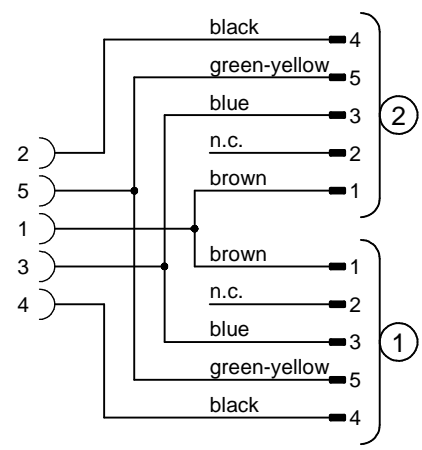 black 4
green-yellow 5
blue 3
2
n.c. 2
2
brown 1
5
1
brown 1
3
n.c. 2
4
blue 3
1
green-yellow 5
black 4